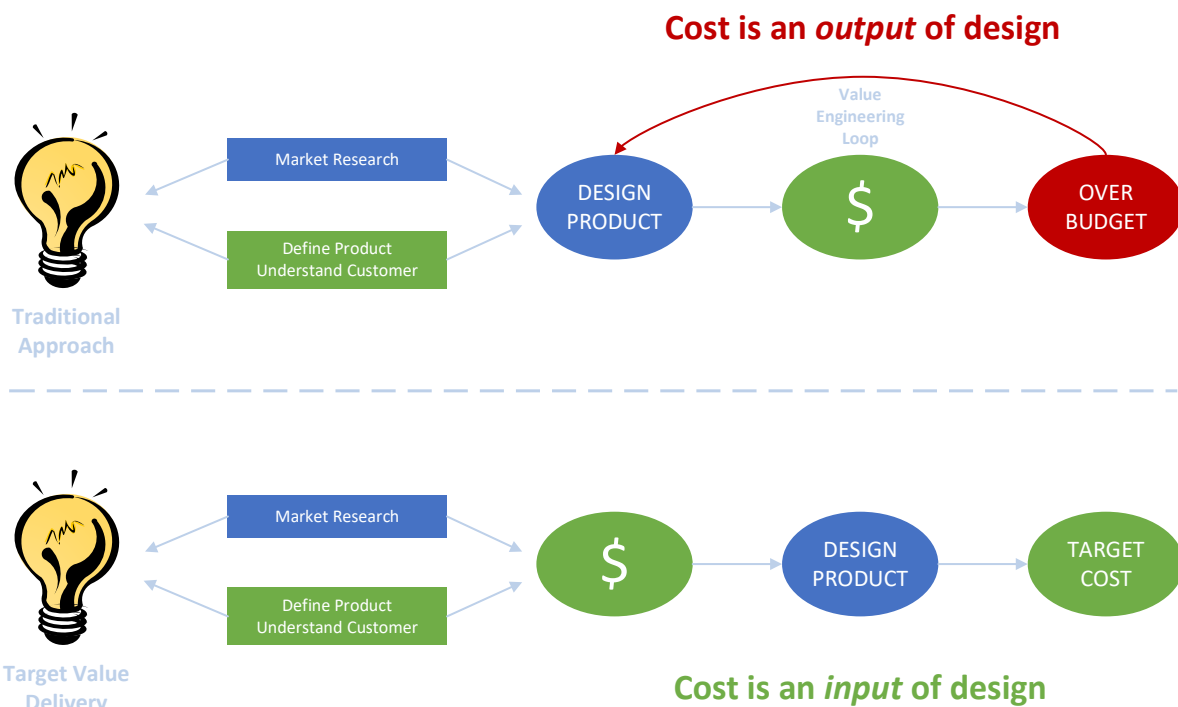 Cost is an output of design
Value
Engineering
Loop
Market Research
DESIGN
PRODUCT
$
OVER
BUDGET
Define Product
Understand Customer
Traditional
Approach
Market Research
$
DESIGN
PRODUCT
TARGET
COST
Define Product
Understand Customer
Target Value
Delivery
Cost is an input of design